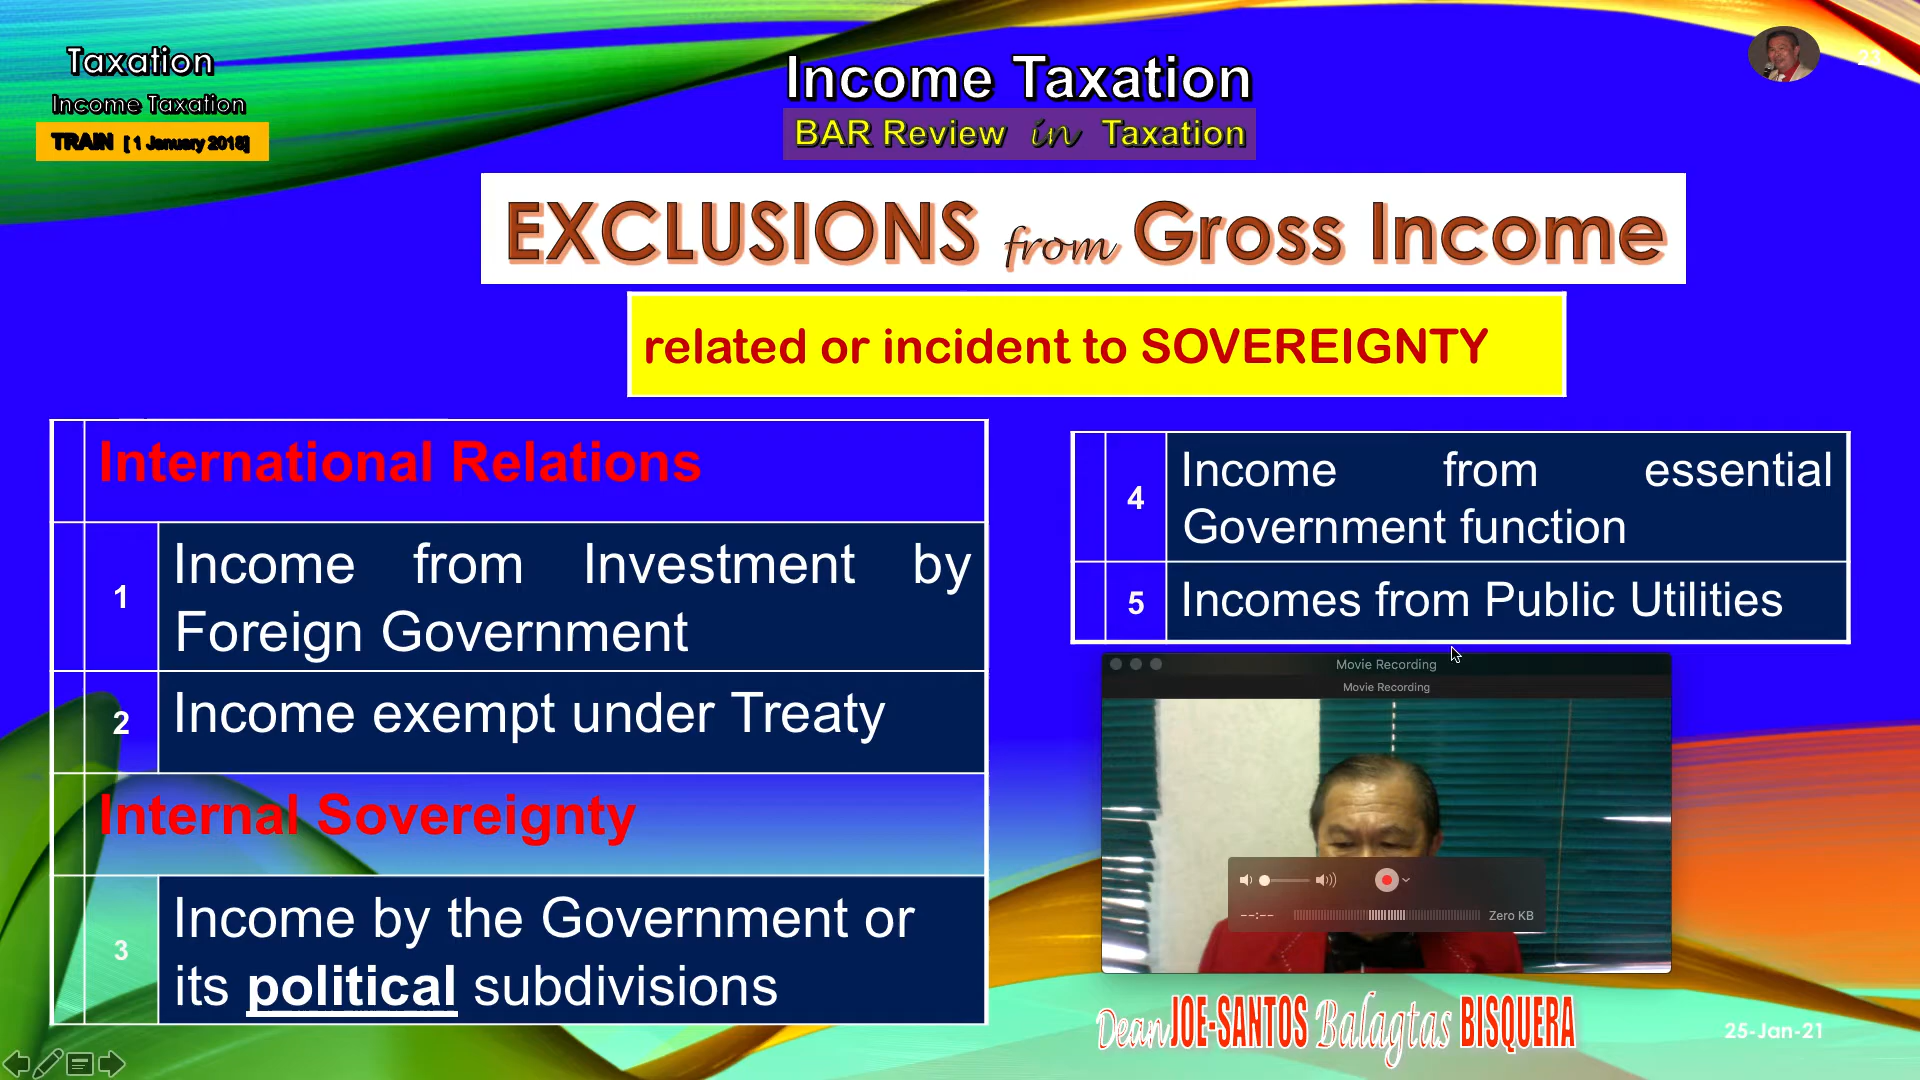 Taxation
Income Taxation
TRAIN [ 1 January 2018]
Income Taxation
BAR Review in Taxation
23
EXCLUSIONS from Gross Income
related or incident to SOVEREIGNTY
International Relations
1 Income from Investment by
Foreign Government
2 Income exempt under Treaty
Internal Sovereignty
3 Income by the Government or
its political subdivisions
4 Income from essential
Government function
5 Incomes from Public Utilities
Movie Recording
Movie Recording
--:--
Zero KB
Dean JOE-SANTOS Balagtas BISQUERA
25-Jan-21